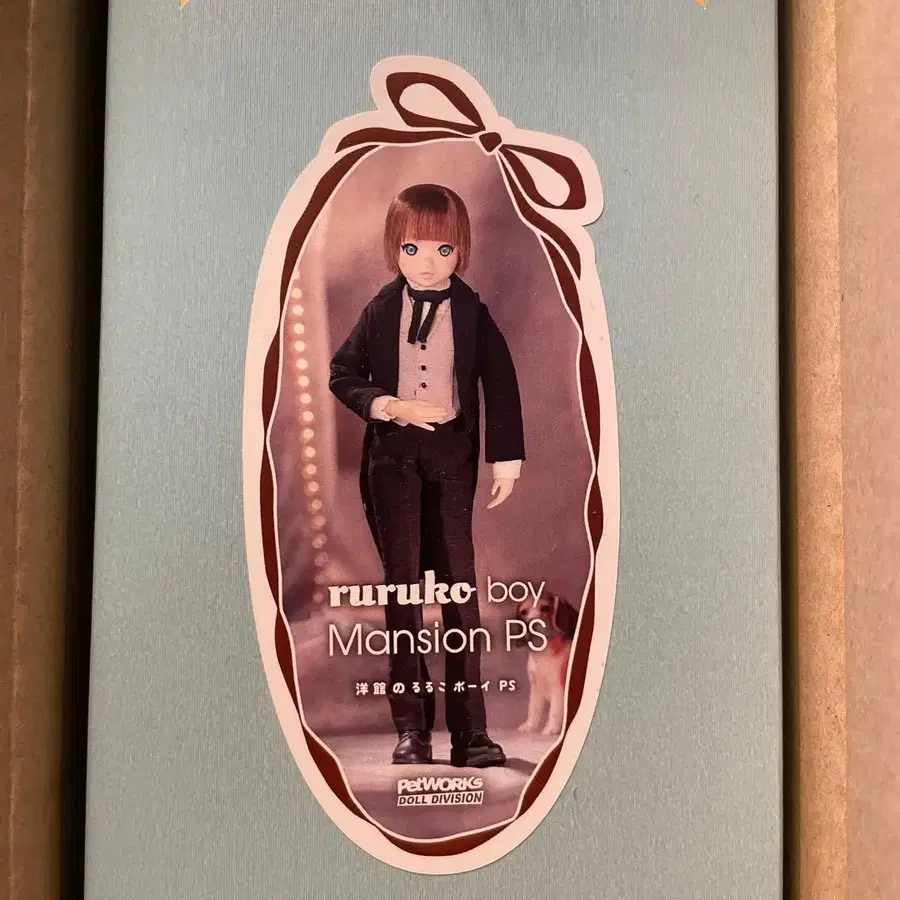 ruruko boy
Mansion PS
洋館のるるこボーイ PS
PetWORKs
DOLL DIVISION